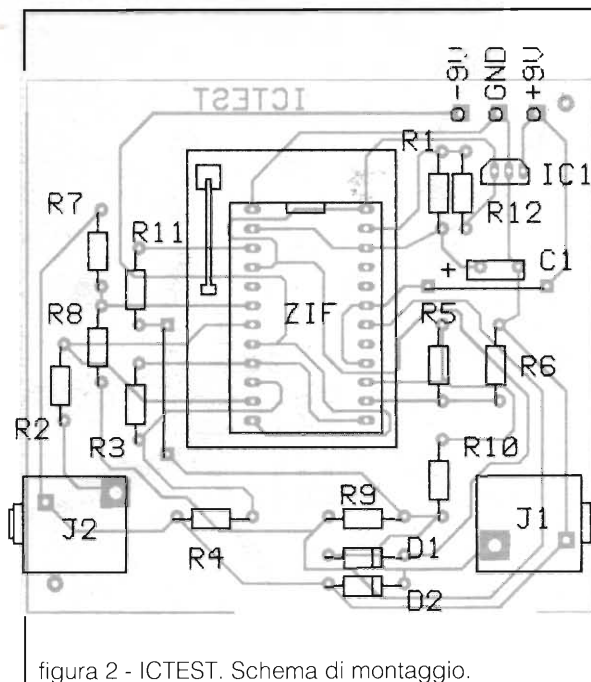 -9V
GND
+9V
ICTEST
R1
IC1
R7
R12
R11
+
C1
R8
ZIF
R5
R6
R2
R3
R10
R9
J2
J1
R4
D1
D2
figura 2 - ICTEST. Schema di montaggio.